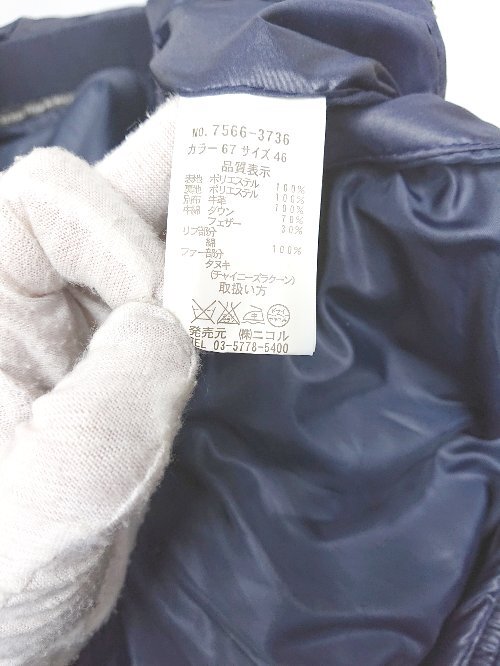 NO. 7566-3736
カラー 67 サイズ 46
品質表示
表地 ポリエステル 100%
裏地 ポリエステル 100%
別布 牛革 100%
中綿 ダウン 70%
フェザー 30%
リブ部分
綿 100%
ファー部分
タヌキ
(チャイニーズラクーン)
取扱い方
発売元 (株)ニコル
TEL 03-5778-5400